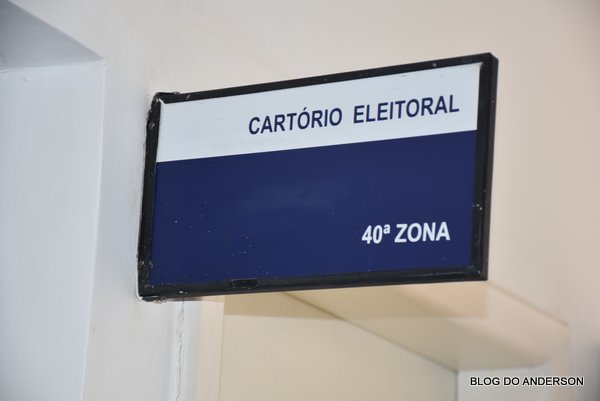 CARTÓRIO ELEITORAL
40ª ZONA
BLOG DO ANDERSON